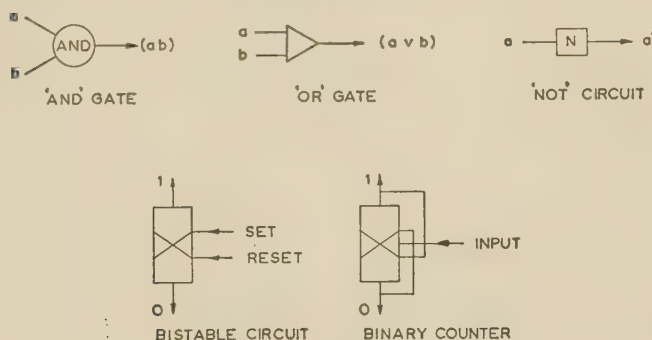 a
b
AND
(ab)
'AND' GATE
a
b
(a v b)
'OR' GATE
a
N
a'
'NOT' CIRCUIT
1
SET
RESET
0
BISTABLE CIRCUIT
1
INPUT
0
BINARY COUNTER